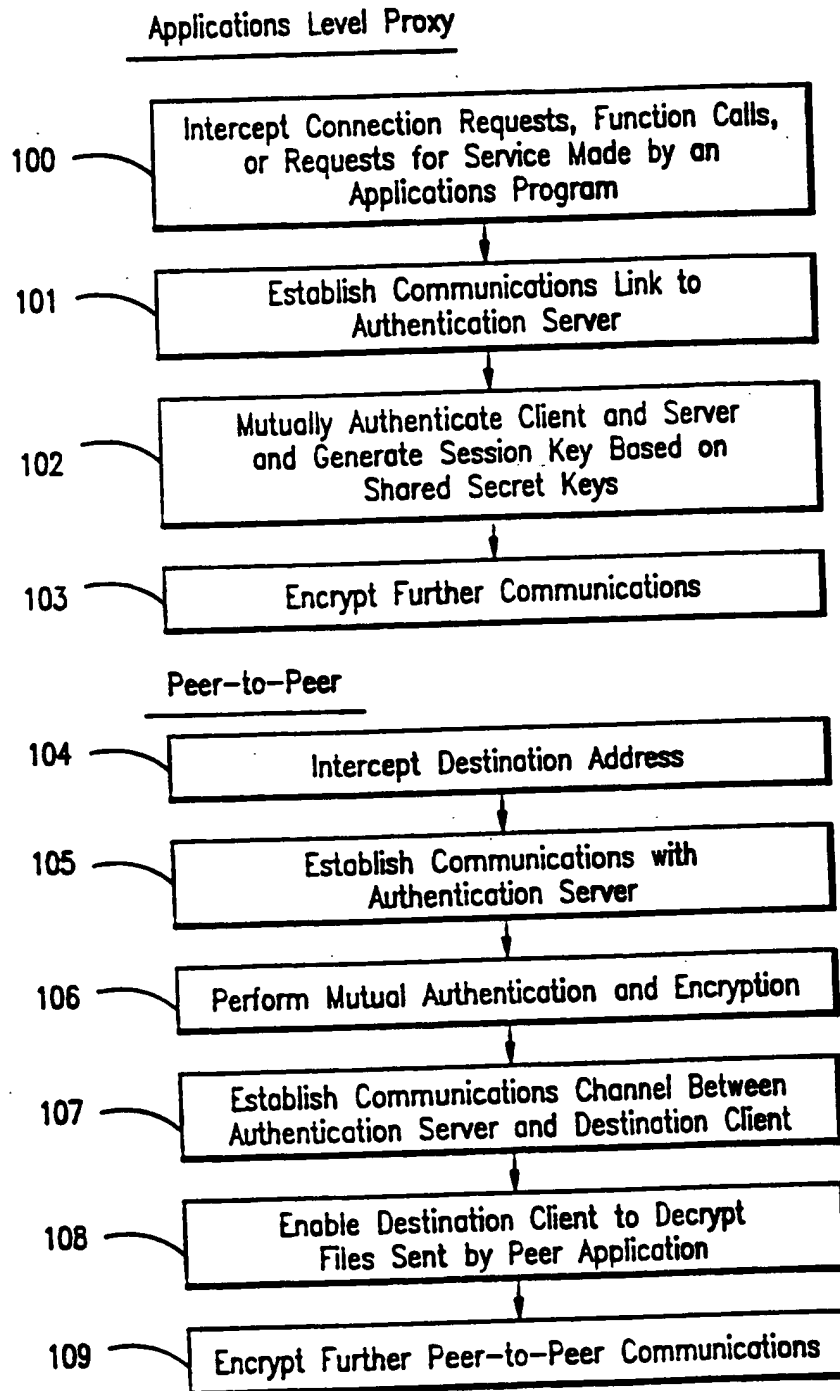 Applications Level Proxy
100
Intercept Connection Requests, Function Calls,
or Requests for Service Made by an
Applications Program
101
Establish Communications Link to
Authentication Server
102
Mutually Authenticate Client and Server
and Generate Session Key Based on
Shared Secret Keys
103
Encrypt Further Communications
Peer-to-Peer
104
Intercept Destination Address
105
Establish Communications with
Authentication Server
106
Perform Mutual Authentication and Encryption
107
Establish Communications Channel Between
Authentication Server and Destination Client
108
Enable Destination Client to Decrypt
Files Sent by Peer Application
109
Encrypt Further Peer-to-Peer Communications